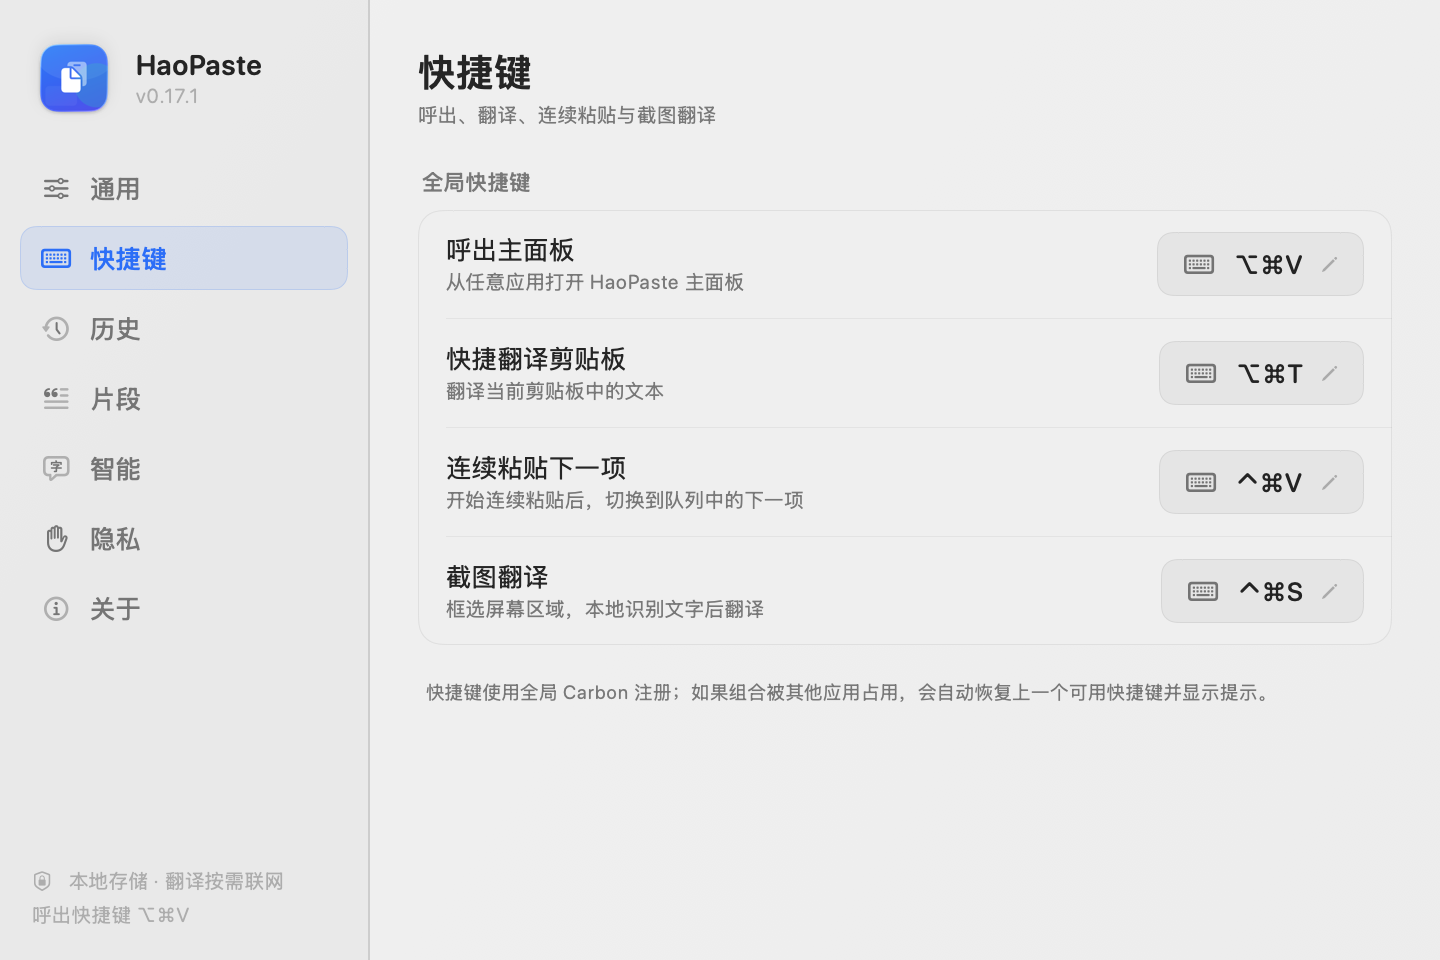 HaoPaste
v0.17.1
通用
快捷键
历史
片段
字
智能
隐私
关于
本地存储 · 翻译按需联网
呼出快捷键 ⌥⌘V
快捷键
呼出、翻译、连续粘贴与截图翻译
全局快捷键
呼出主面板
从任意应用打开 HaoPaste 主面板
⌥⌘V
快捷翻译剪贴板
翻译当前剪贴板中的文本
⌥⌘T
连续粘贴下一项
开始连续粘贴后，切换到队列中的下一项
^⌘V
截图翻译
框选屏幕区域，本地识别文字后翻译
^⌘S
快捷键使用全局 Carbon 注册；如果组合被其他应用占用，会自动恢复上一个可用快捷键并显示提示。